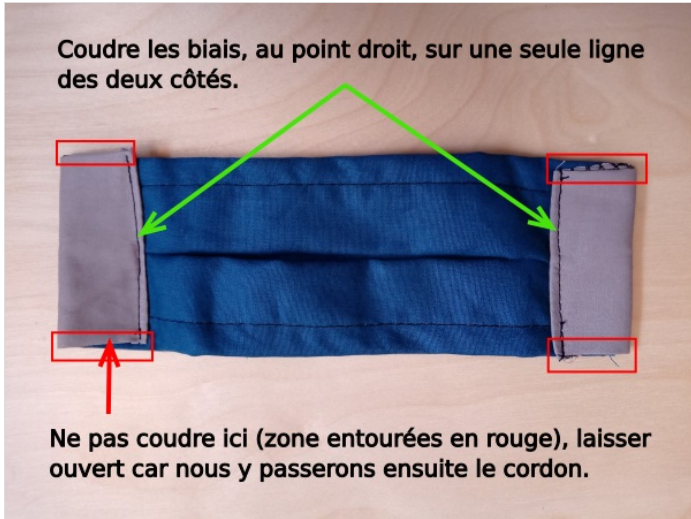 Coudre les biais, au point droit, sur une seule ligne
des deux côtés.
Ne pas coudre ici (zone entourées en rouge), laisser
ouvert car nous y passerons ensuite le cordon.